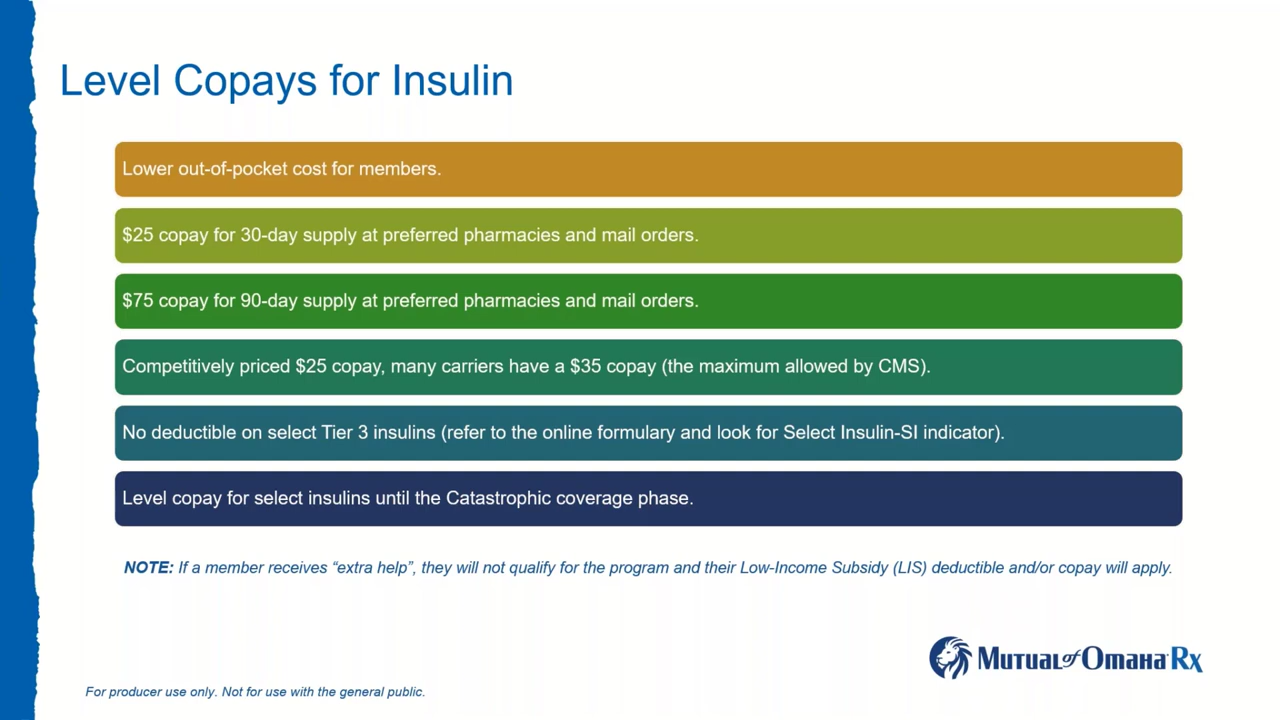 Level Copays for Insulin
Lower out-of-pocket cost for members.
$25 copay for 30-day supply at preferred pharmacies and mail orders.
$75 copay for 90-day supply at preferred pharmacies and mail orders.
Competitively priced $25 copay, many carriers have a $35 copay (the maximum allowed by CMS).
No deductible on select Tier 3 insulins (refer to the online formulary and look for Select Insulin-SI indicator).
Level copay for select insulins until the Catastrophic coverage phase.
NOTE: If a member receives “extra help”, they will not qualify for the program and their Low-Income Subsidy (LIS) deductible and/or copay will apply.
Mutual of Omaha Rx
For producer use only. Not for use with the general public.